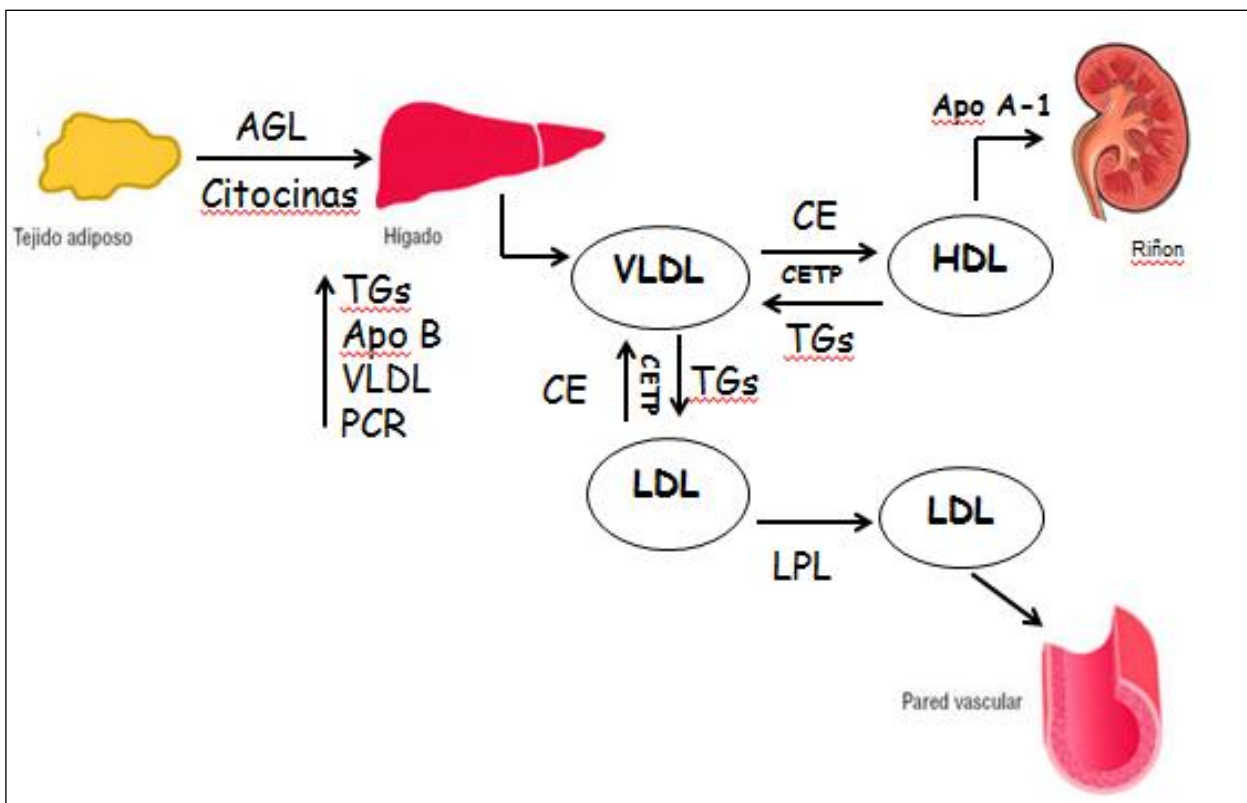 AGL
Citocinas
Tejido adiposo
Hígado
TGs
Apo B
VLDL
PCR
VLDL
CE
CETP
TGs
HDL
Apo A-1
Riñon
CE
CETP
TGs
LDL
LPL
LDL
Pared vascular